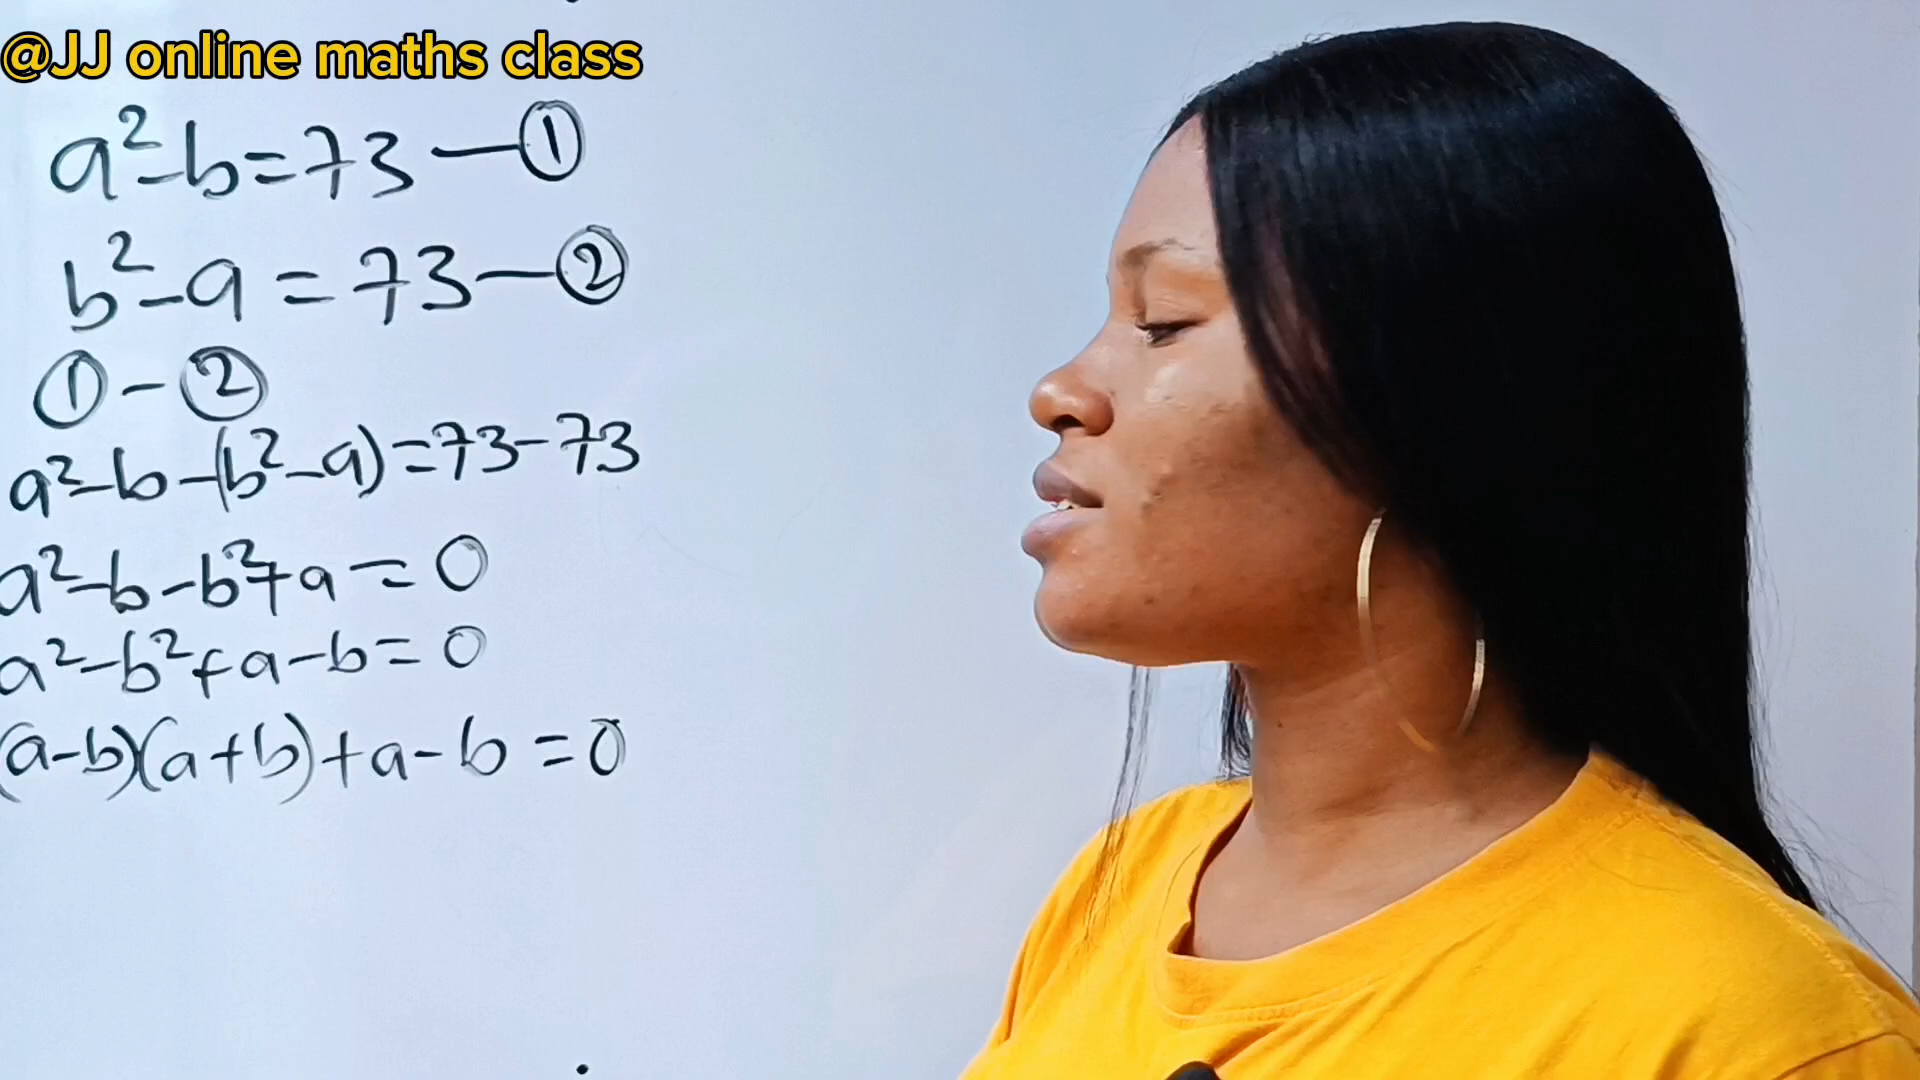 @JJ online maths class
a²-b=73—①
b²-a=73—②
①-②
a²-b-(b²-a)=73-73
a²-b-b²+a=0
a²-b²+a-b=0
(a-b)(a+b)+a-b=0